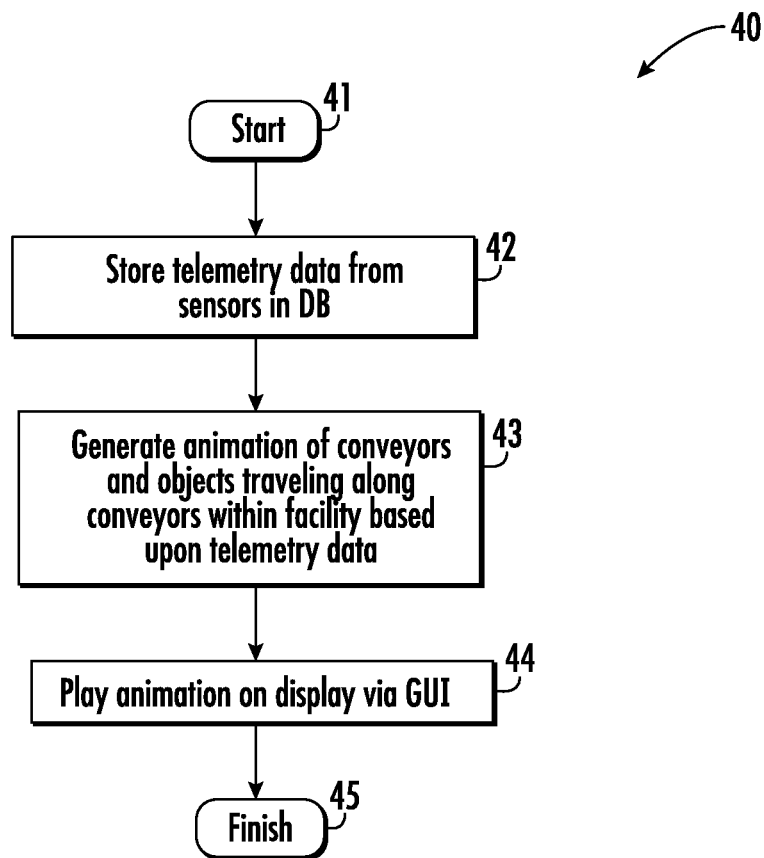 40
41
Start
42
Store telemetry data from
sensors in DB
43
Generate animation of conveyors
and objects traveling along
conveyors within facility based
upon telemetry data
44
Play animation on display via GUI
45
Finish